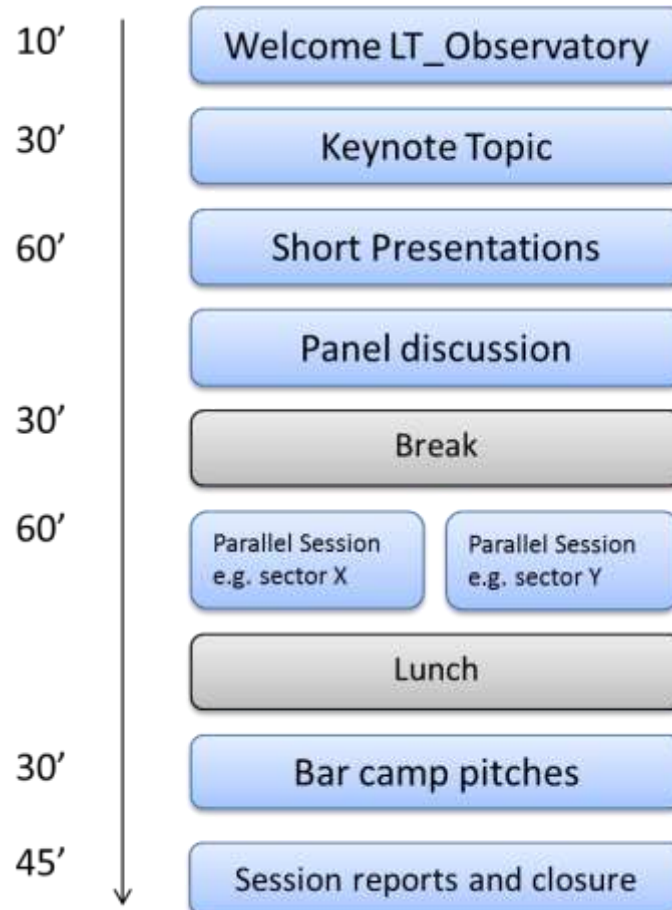 10’
Welcome LT_Observatory
30’
Keynote Topic
60’
Short Presentations
Panel discussion
30’
Break
60’
Parallel Session
e.g. sector X
Parallel Session
e.g. sector Y
Lunch
30’
Bar camp pitches
45’
Session reports and closure